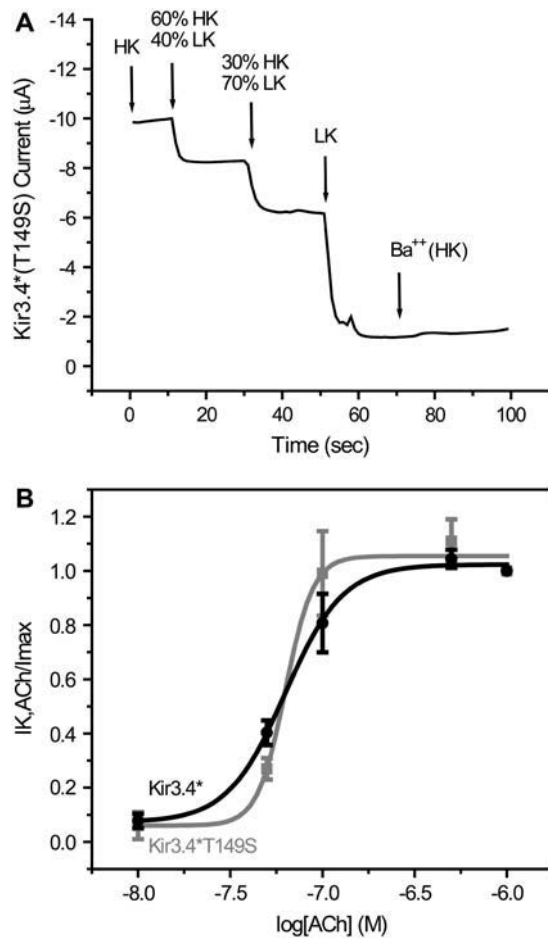 A
HK
60% HK
40% LK
30% HK
70% LK
LK
Ba++(HK)
Kir3.4*(T149S) Current (μA)
-14
-12
-10
-8
-6
-4
-2
0
0 20 40 60 80 100
Time (sec)
B
IK,ACh/Imax
1.2
1.0
0.8
0.6
0.4
0.2
0.0
Kir3.4*
Kir3.4*T149S
-8.0 -7.5 -7.0 -6.5 -6.0
log[ACh] (M)